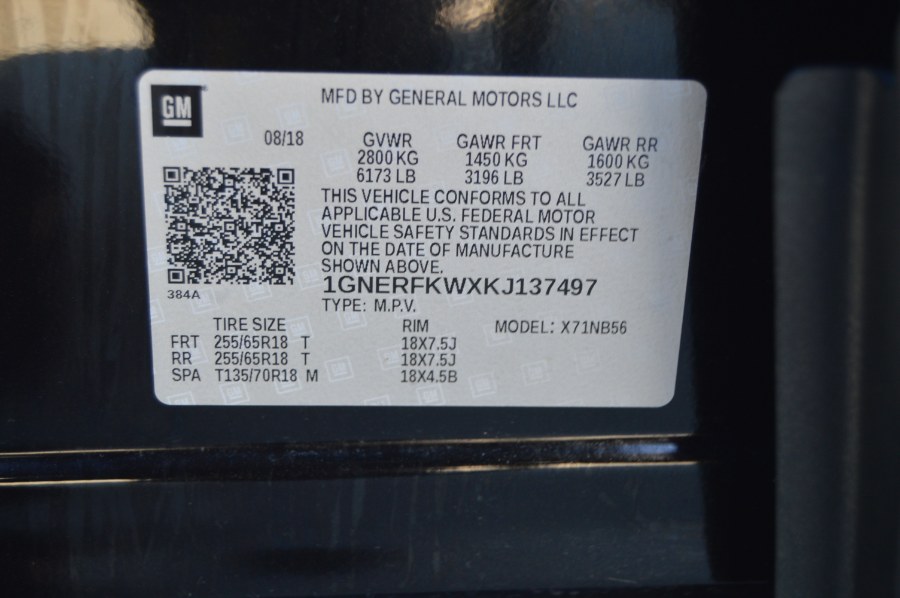 GM
MFD BY GENERAL MOTORS LLC
08/18 GVWR GAWR FRT GAWR RR
2800 KG 1450 KG 1600 KG
6173 LB 3196 LB 3527 LB
THIS VEHICLE CONFORMS TO ALL
APPLICABLE U.S. FEDERAL MOTOR
VEHICLE SAFETY STANDARDS IN EFFECT
ON THE DATE OF MANUFACTURE
SHOWN ABOVE.
384A
1GNERFKWXKJ137497
TYPE: M.P.V.
TIRE SIZE RIM MODEL: X71NB56
FRT 255/65R18 T 18X7.5J
RR 255/65R18 T 18X7.5J
SPA T135/70R18 M 18X4.5B